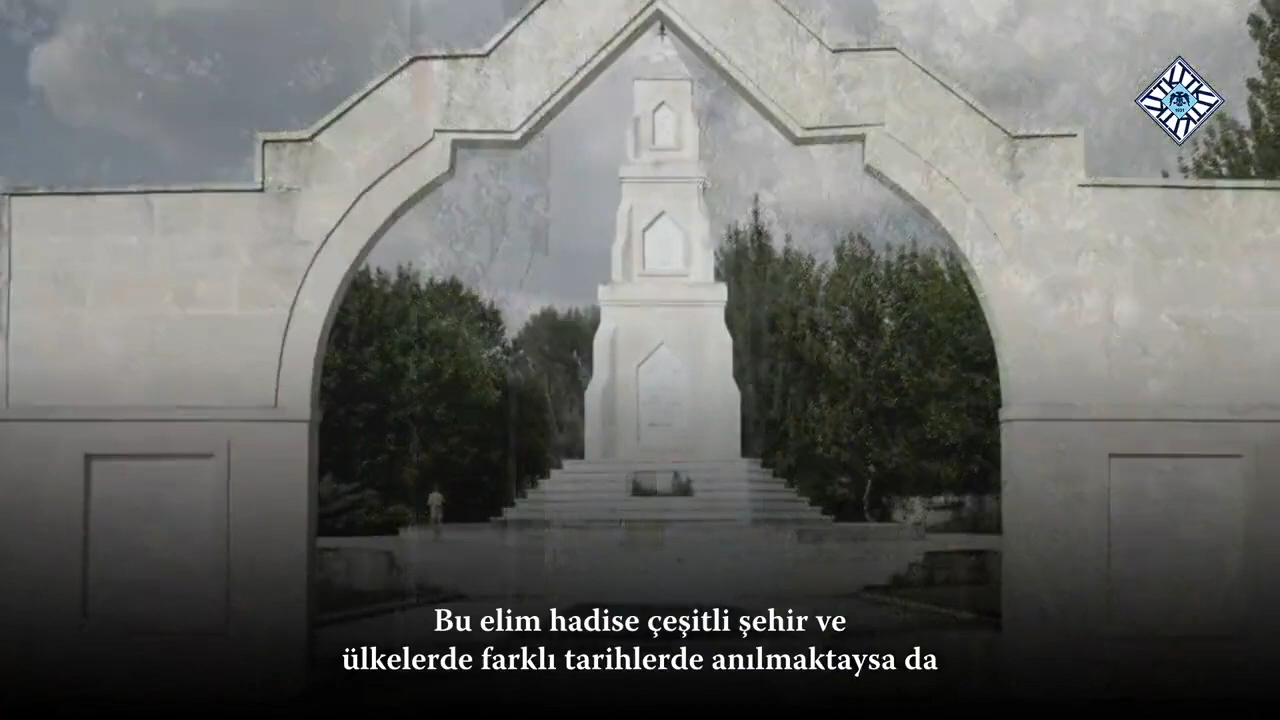 Bu elim hadise çeşitli şehir ve
ülkelerde farklı tarihlerde anılmaktaysa da